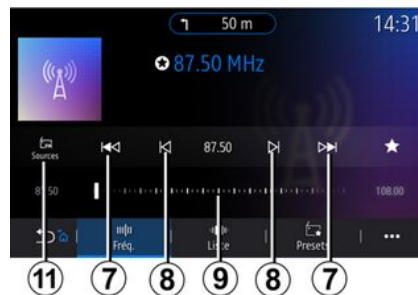 50 m
14:31
87.50 MHz
Sources
87.50
87.50
108.00
Fréq.
Liste
Presets
11
7
8
9
8
7